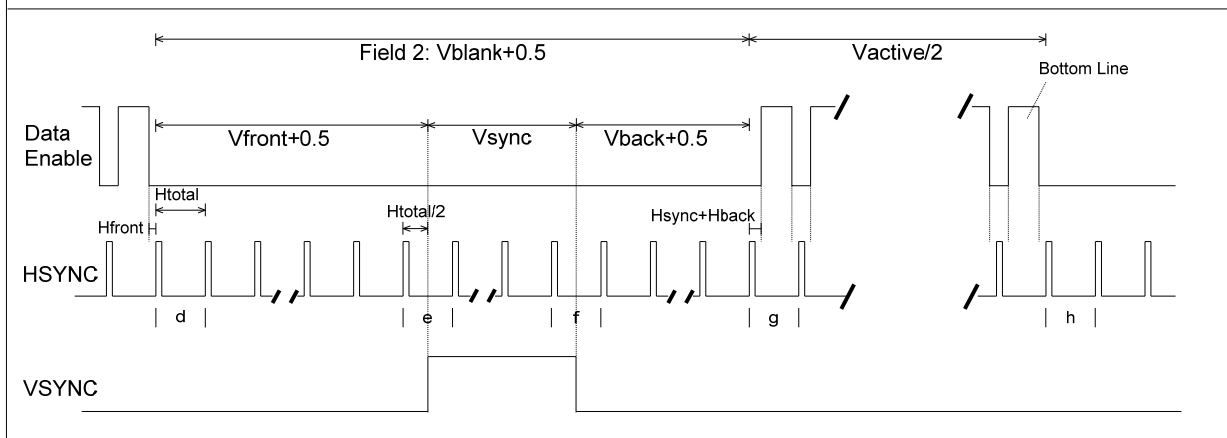 Field 2: Vblank+0.5
Vactive/2
Bottom Line
Data
Enable
Vfront+0.5
Vsync
Vback+0.5
Htotal
Hfront
Htotal/2
Hsync+Hback
HSYNC
d
e
f
g
h
VSYNC